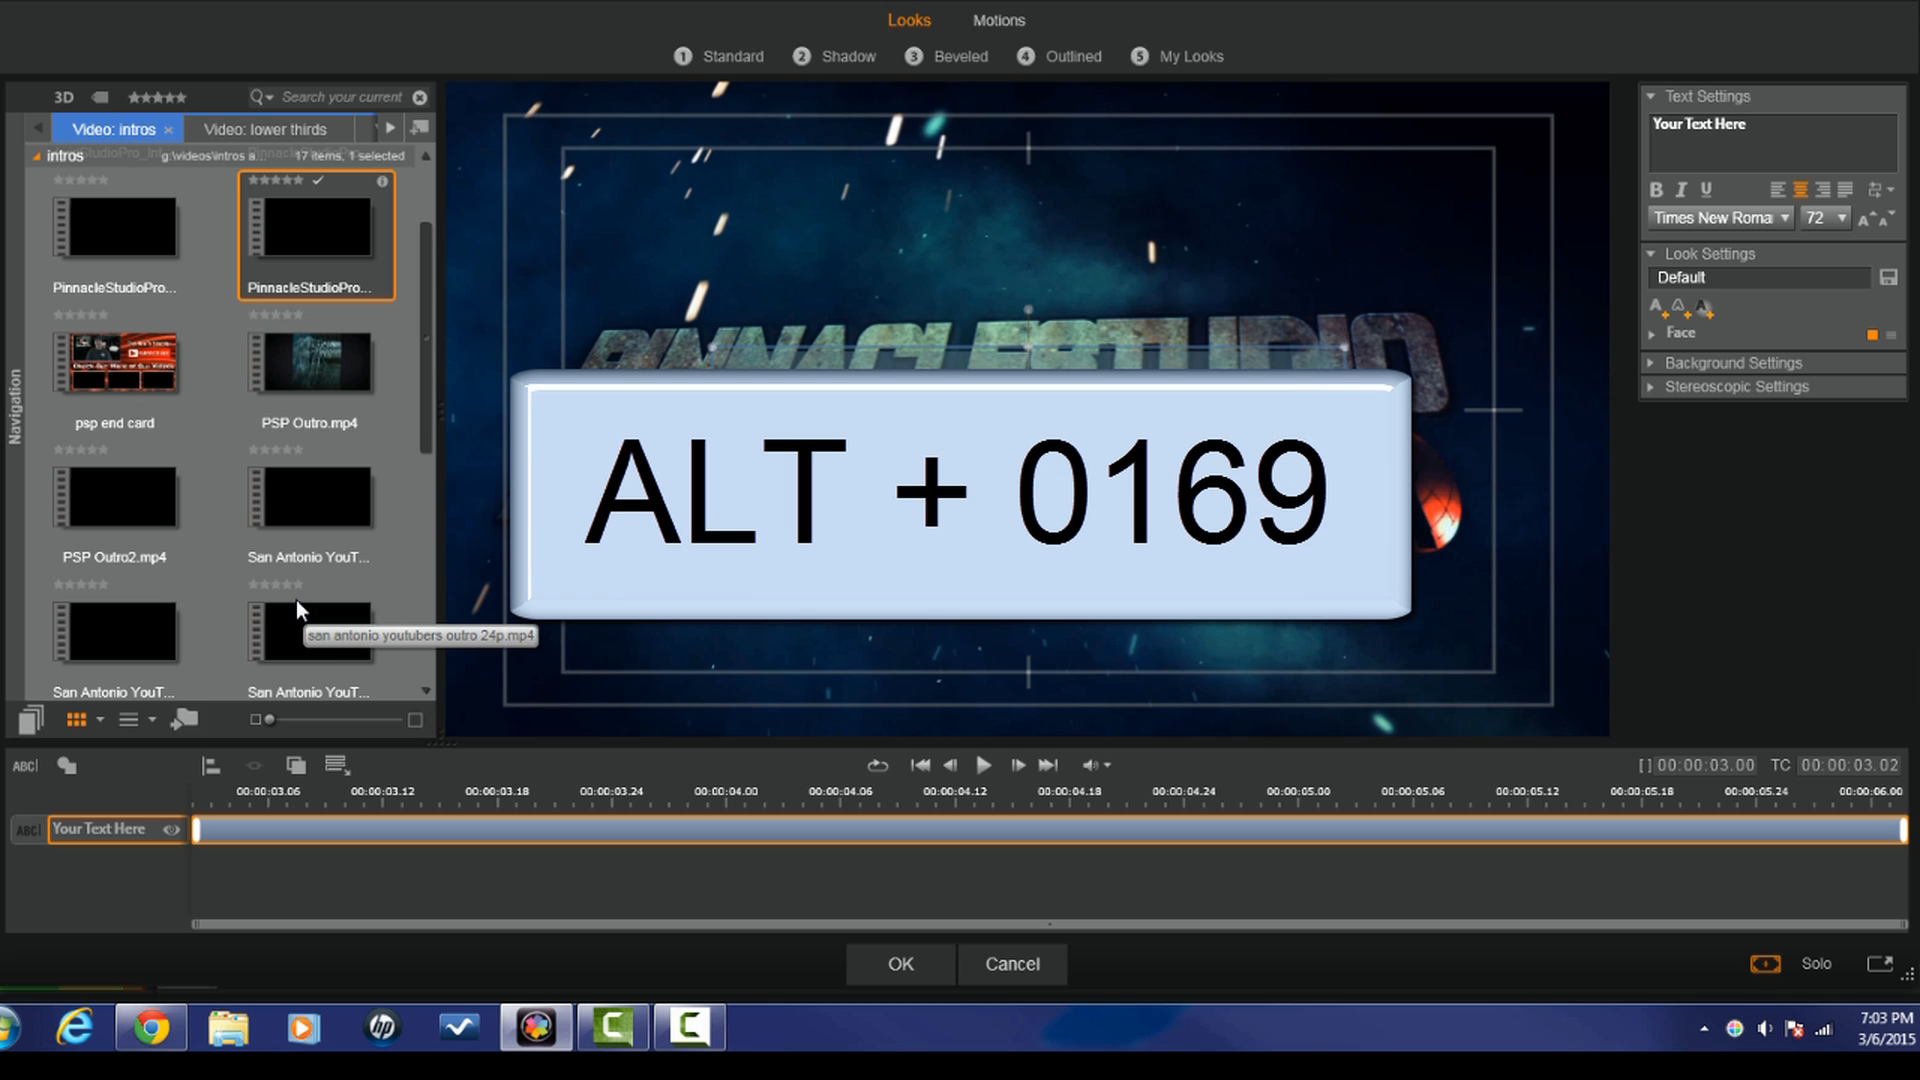 Looks Motions
1 Standard 2 Shadow 3 Beveled 4 Outlined 5 My Looks
3D Search your current
Video: intros × Video: lower thirds
intros g:\videos\intros a... 17 items, 1 selected
PinnacleStudioPro... PinnacleStudioPro...
psp end card PSP Outro.mp4
PSP Outro2.mp4 San Antonio YouT...
san antonio youtubers outro 24p.mp4
San Antonio YouT... San Antonio YouT...
Navigation
PINNACLESTUDIO
ALT + 0169
Text Settings
Your Text Here
B I U
Times New Roma 72
Look Settings
Default
Face
Background Settings
Stereoscopic Settings
ABC
[ ] 00:00:03.00 TC 00:00:03.02
00:00:03.06 00:00:03.12 00:00:03.18 00:00:03.24 00:00:04.00 00:00:04.06 00:00:04.12 00:00:04.18 00:00:04.24 00:00:05.00 00:00:05.06 00:00:05.12 00:00:05.18 00:00:05.24 00:00:06.00
ABC Your Text Here
OK Cancel
Solo
hp
7:03 PM
3/6/2015